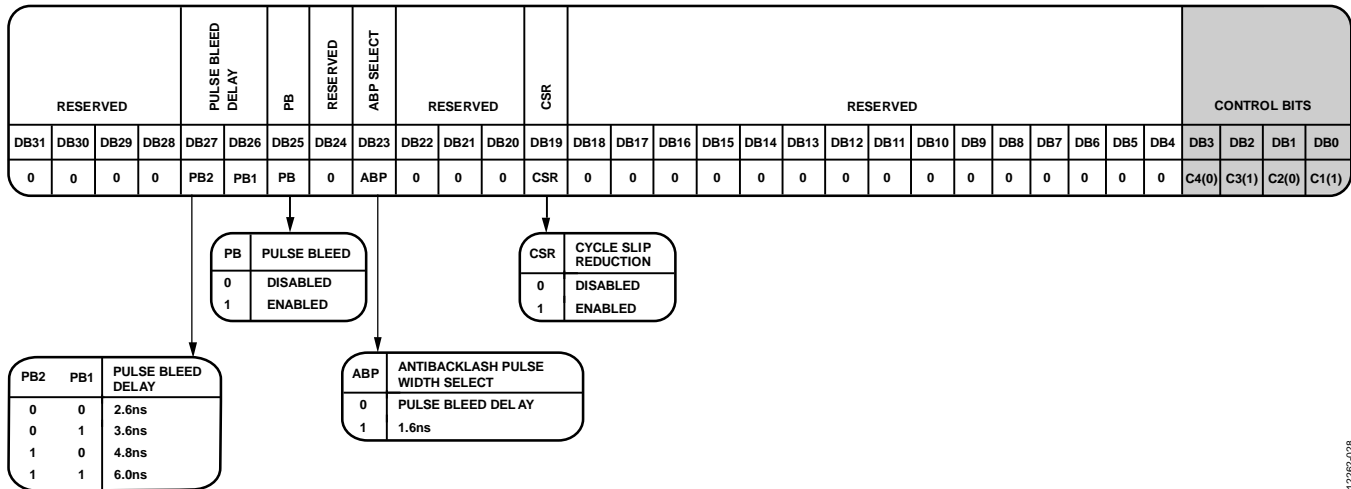 RESERVED PULSE BLEED DELAY PB RESERVED ABP SELECT RESERVED CSR RESERVED CONTROL BITS
DB31 DB30 DB29 DB28 DB27 DB26 DB25 DB24 DB23 DB22 DB21 DB20 DB19 DB18 DB17 DB16 DB15 DB14 DB13 DB12 DB11 DB10 DB9 DB8 DB7 DB6 DB5 DB4 DB3 DB2 DB1 DB0
0 0 0 0 PB2 PB1 PB 0 ABP 0 0 0 CSR 0 0 0 0 0 0 0 0 0 0 0 0 0 0 0 C4(0) C3(1) C2(0) C1(1)
PB PULSE BLEED
0 DISABLED
1 ENABLED
CSR CYCLE SLIP REDUCTION
0 DISABLED
1 ENABLED
PB2 PB1 PULSE BLEED DELAY
0 0 2.6ns
0 1 3.6ns
1 0 4.8ns
1 1 6.0ns
ABP ANTIBACKLASH PULSE WIDTH SELECT
0 PULSE BLEED DELAY
1 1.6ns